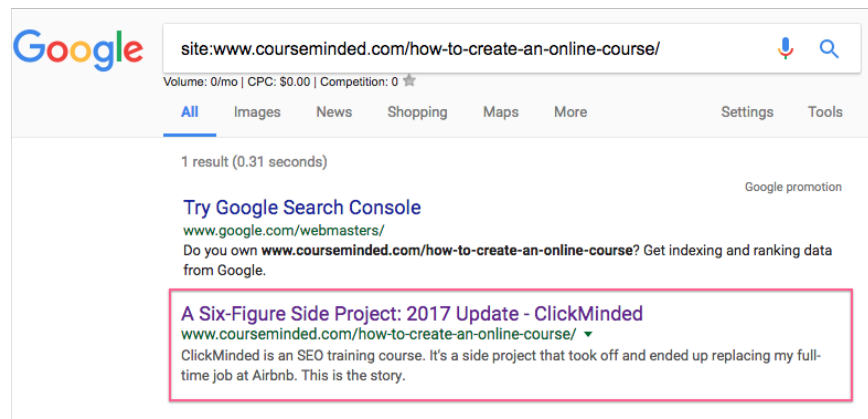 Google
site:www.courseminded.com/how-to-create-an-online-course/
Volume: 0/mo | CPC: $0.00 | Competition: 0
All Images News Shopping Maps More Settings Tools
1 result (0.31 seconds)
Google promotion
Try Google Search Console
www.google.com/webmasters/
Do you own www.courseminded.com/how-to-create-an-online-course? Get indexing and ranking data
from Google.
A Six-Figure Side Project: 2017 Update - ClickMinded
www.courseminded.com/how-to-create-an-online-course/
ClickMinded is an SEO training course. It's a side project that took off and ended up replacing my full-
time job at Airbnb. This is the story.